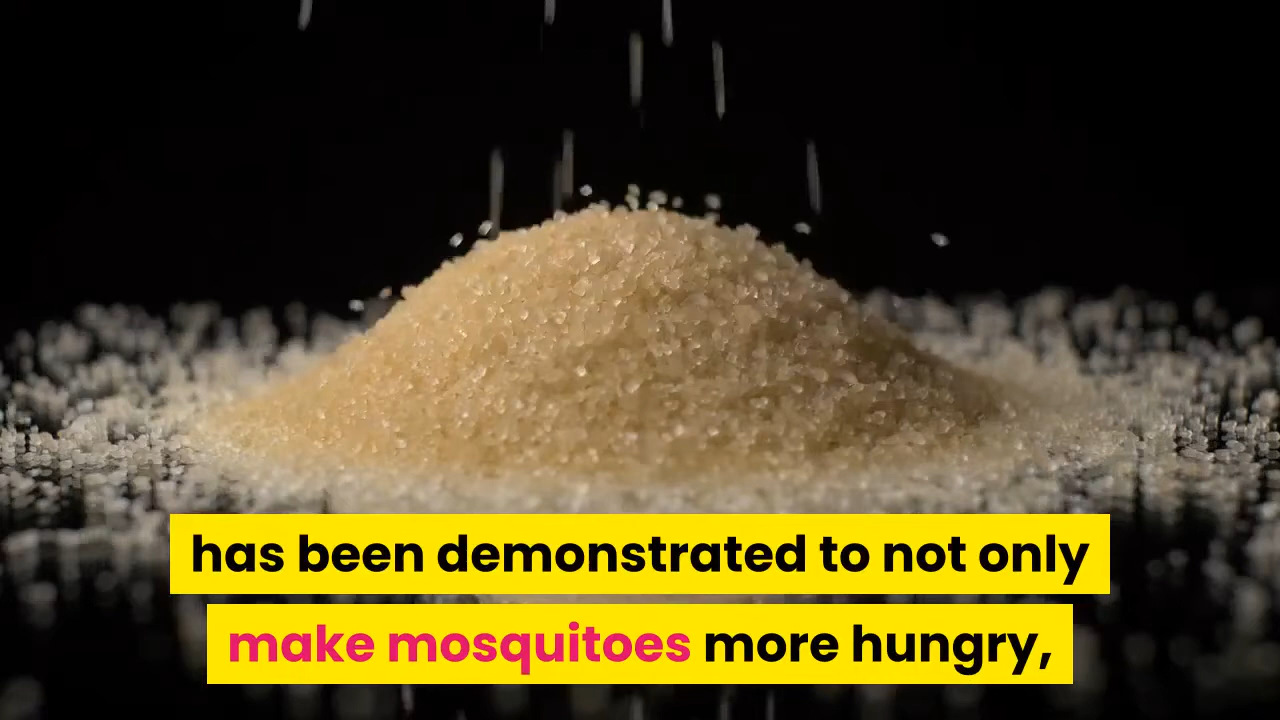 has been demonstrated to not only
make mosquitoes more hungry,